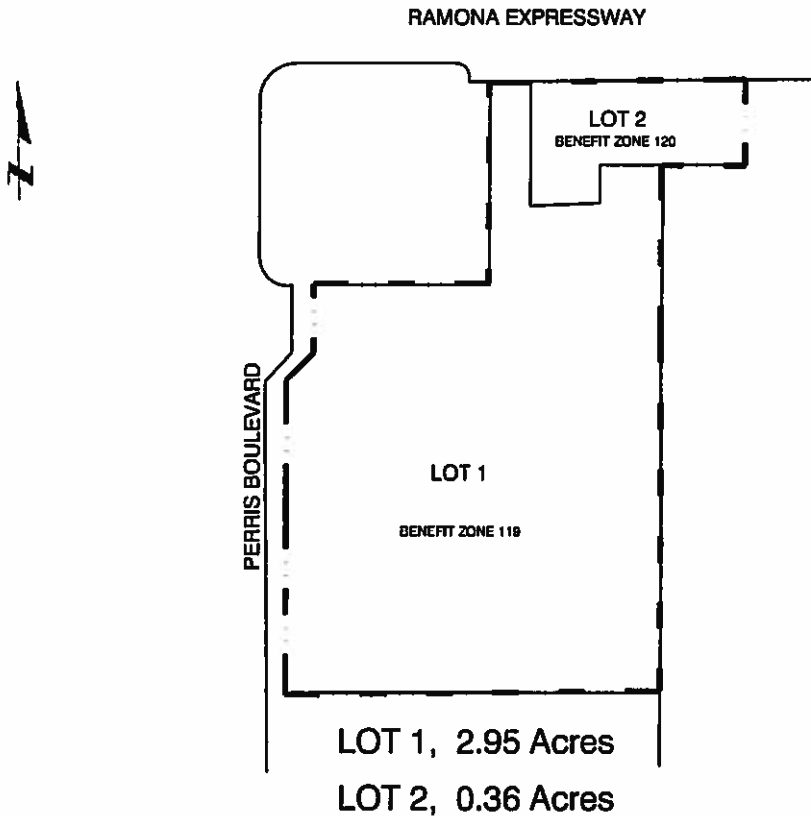 RAMONA EXPRESSWAY
N
LOT 2
BENEFIT ZONE 120
PERRIS BOULEVARD
LOT 1
BENEFIT ZONE 119
LOT 1, 2.95 Acres
LOT 2, 0.36 Acres